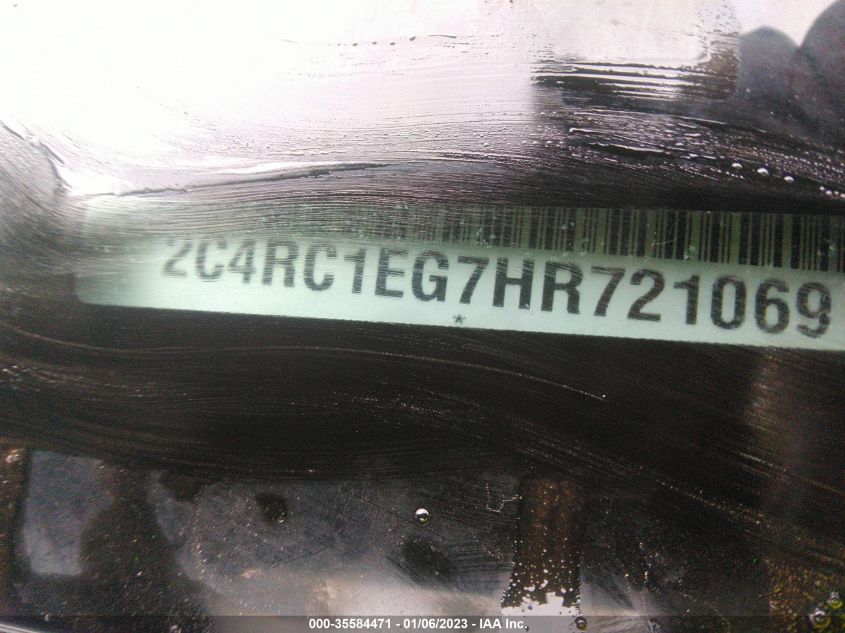 2C4RC1EG7HR721069
*
000-35584471 - 01/06/2023 - IAA Inc.